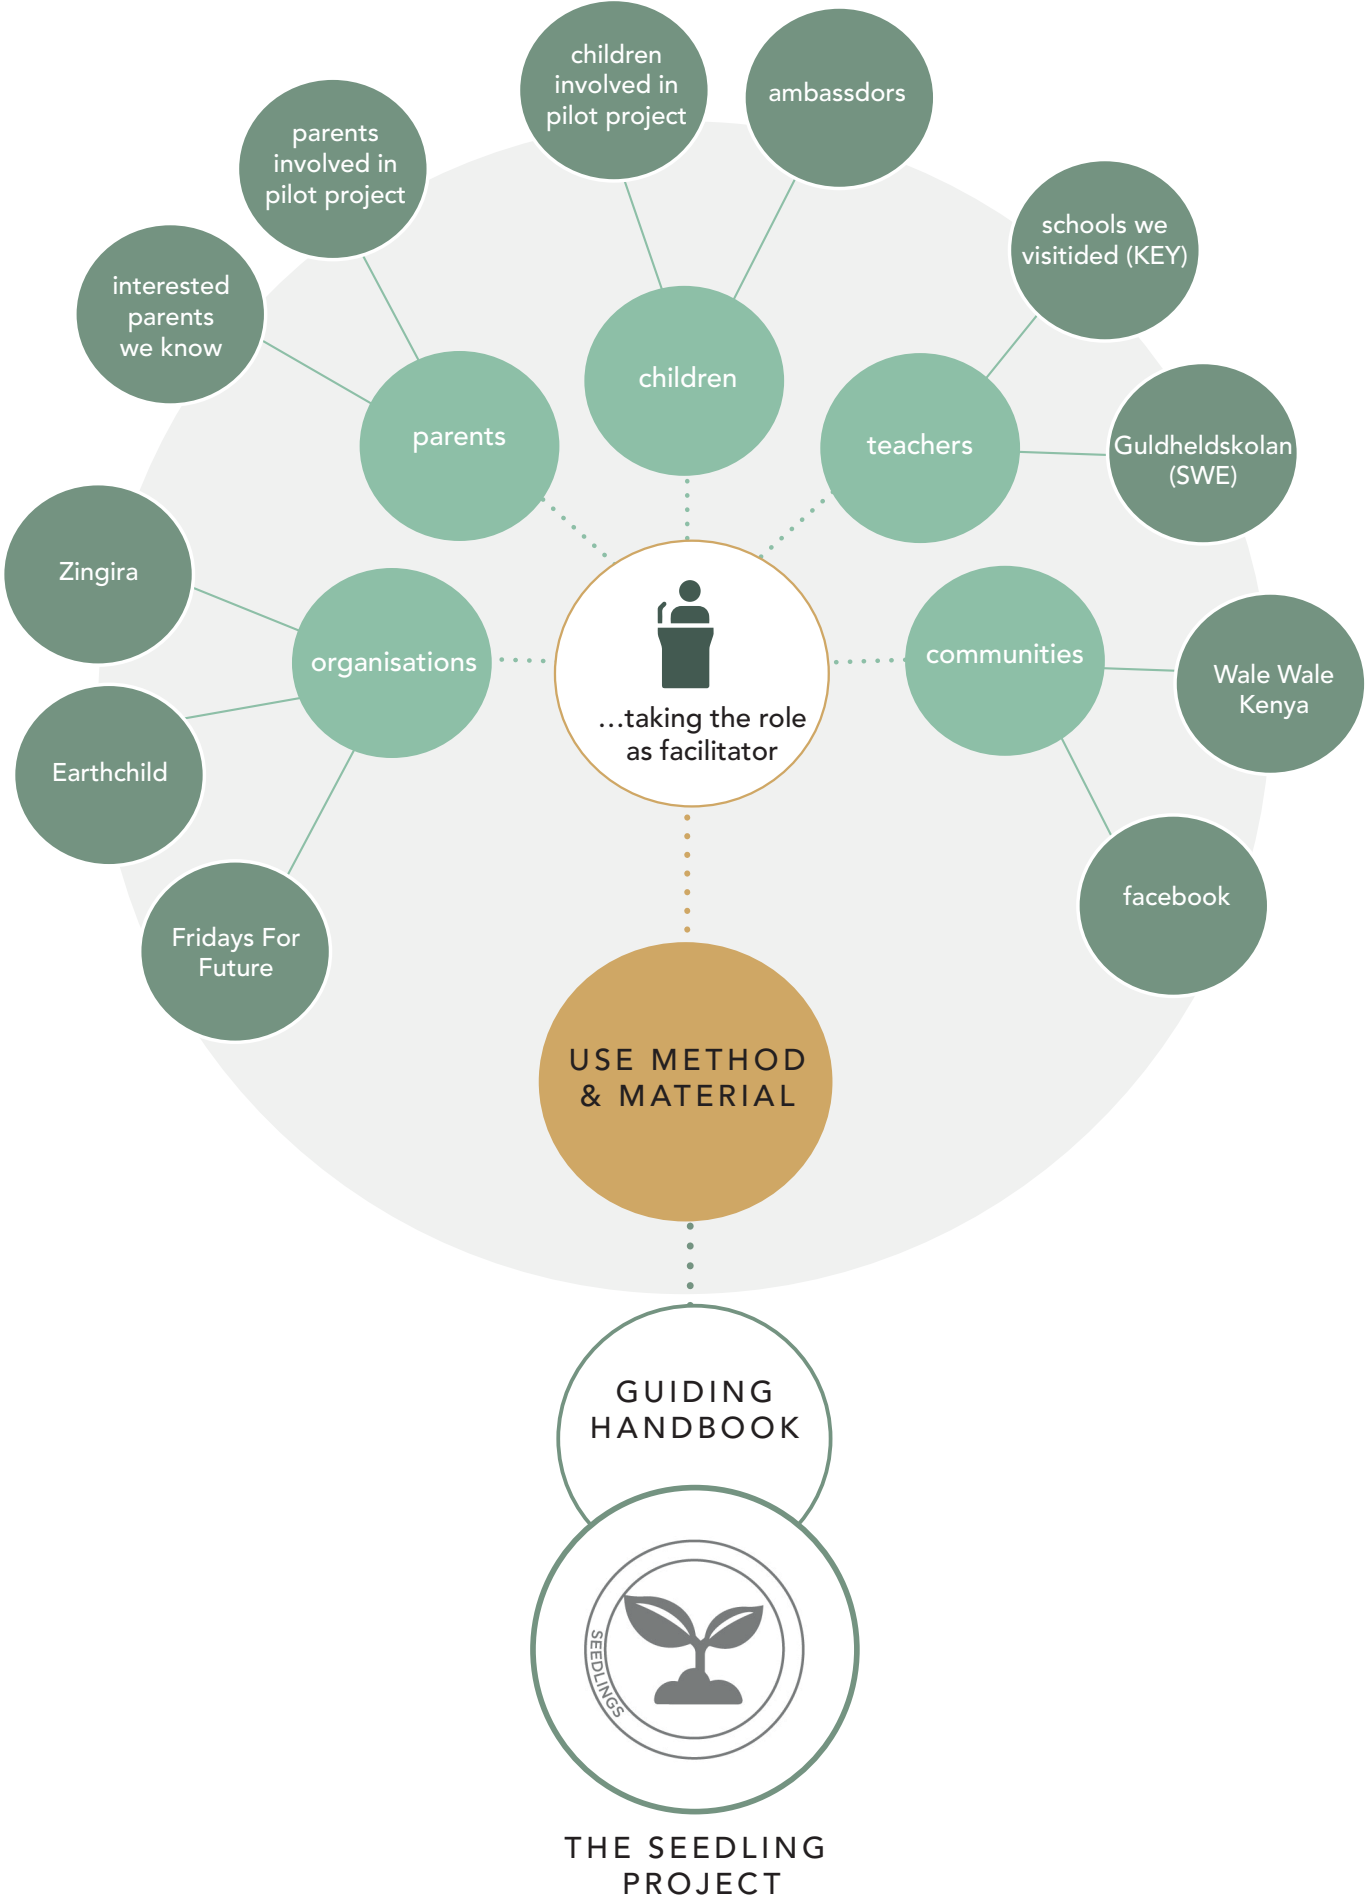 children
involved in
pilot project
ambassdors
parents
involved in
pilot project
schools we
visitided (KEY)
interested
parents
we know
children
parents
teachers
Guldheldskolan
(SWE)
Zingira
organisations
communities
Wale Wale
Kenya
...taking the role
as facilitator
Earthchild
facebook
Fridays For
Future
USE METHOD
& MATERIAL
GUIDING
HANDBOOK
SEEDLINGS
THE SEEDLING
PROJECT